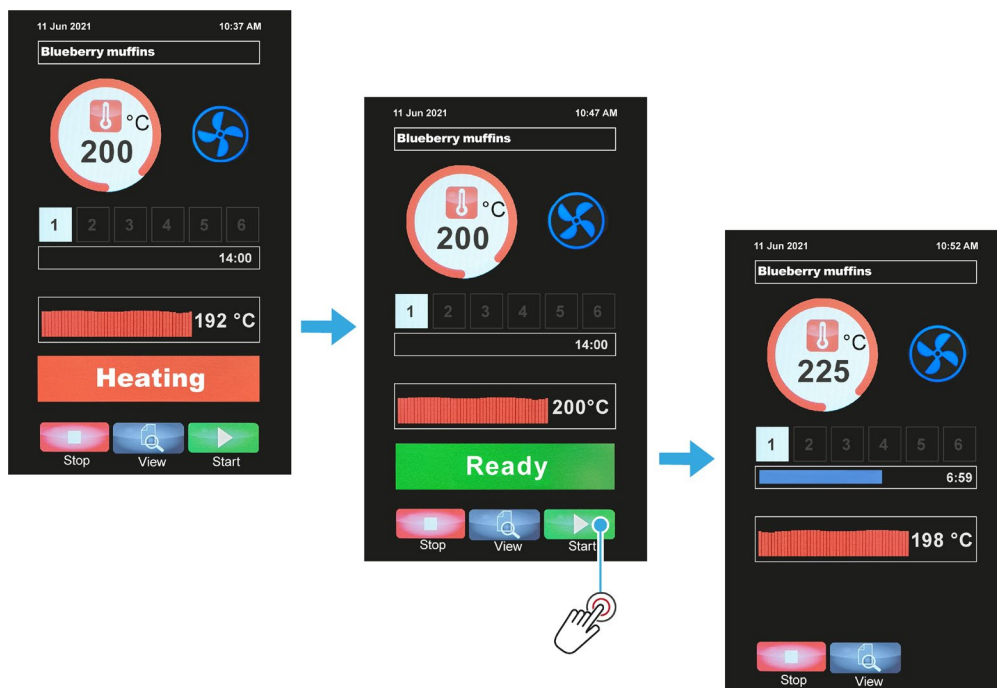 11 Jun 2021 10:37 AM
Blueberry muffins
°C
200
1 2 3 4 5 6
14:00
192 °C
Heating
Stop View Start
11 Jun 2021 10:47 AM
Blueberry muffins
°C
200
1 2 3 4 5 6
14:00
200°C
Ready
Stop View Start
11 Jun 2021 10:52 AM
Blueberry muffins
°C
225
1 2 3 4 5 6
6:59
198 °C
Stop View